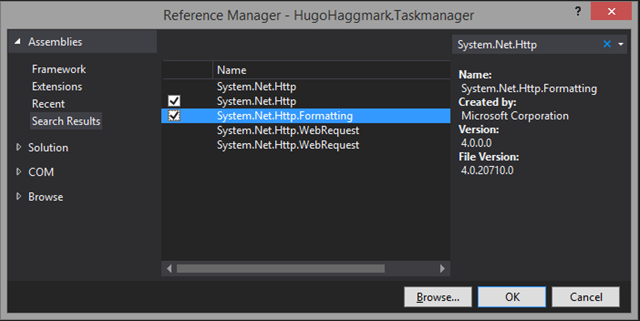 Reference Manager - HugoHaggmark.Taskmanager
?
Assemblies
Framework
Extensions
Recent
Search Results
Solution
COM
Browse
Name
System.Net.Http
System.Net.Http
System.Net.Http.Formatting
System.Net.Http.WebRequest
System.Net.Http.WebRequest
System.Net.Http
Name:
System.Net.Http.Formatting
Created by:
Microsoft Corporation
Version:
4.0.0.0
File Version:
4.0.20710.0
Browse...
OK
Cancel